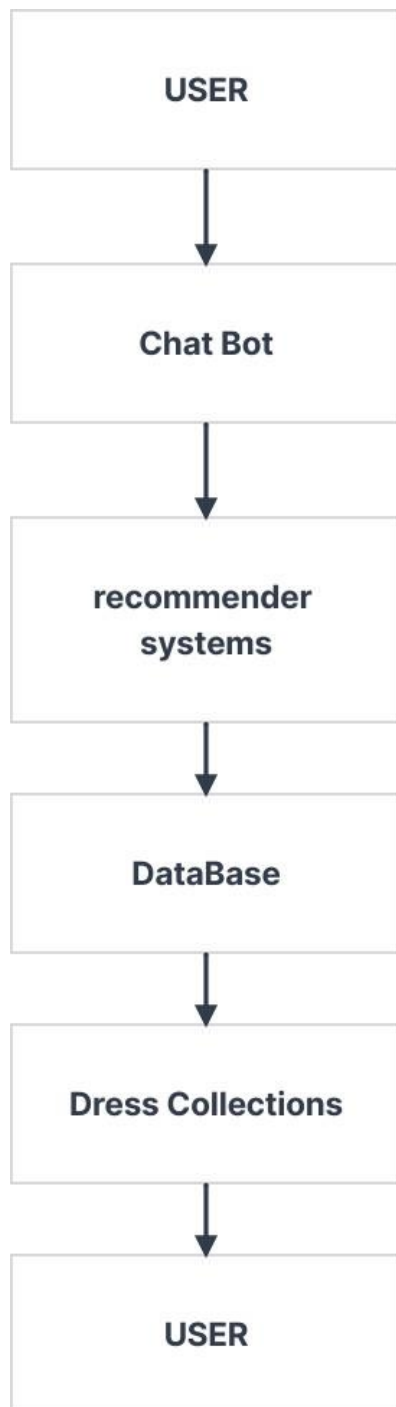 USER
Chat Bot
recommender
systems
DataBase
Dress Collections
USER